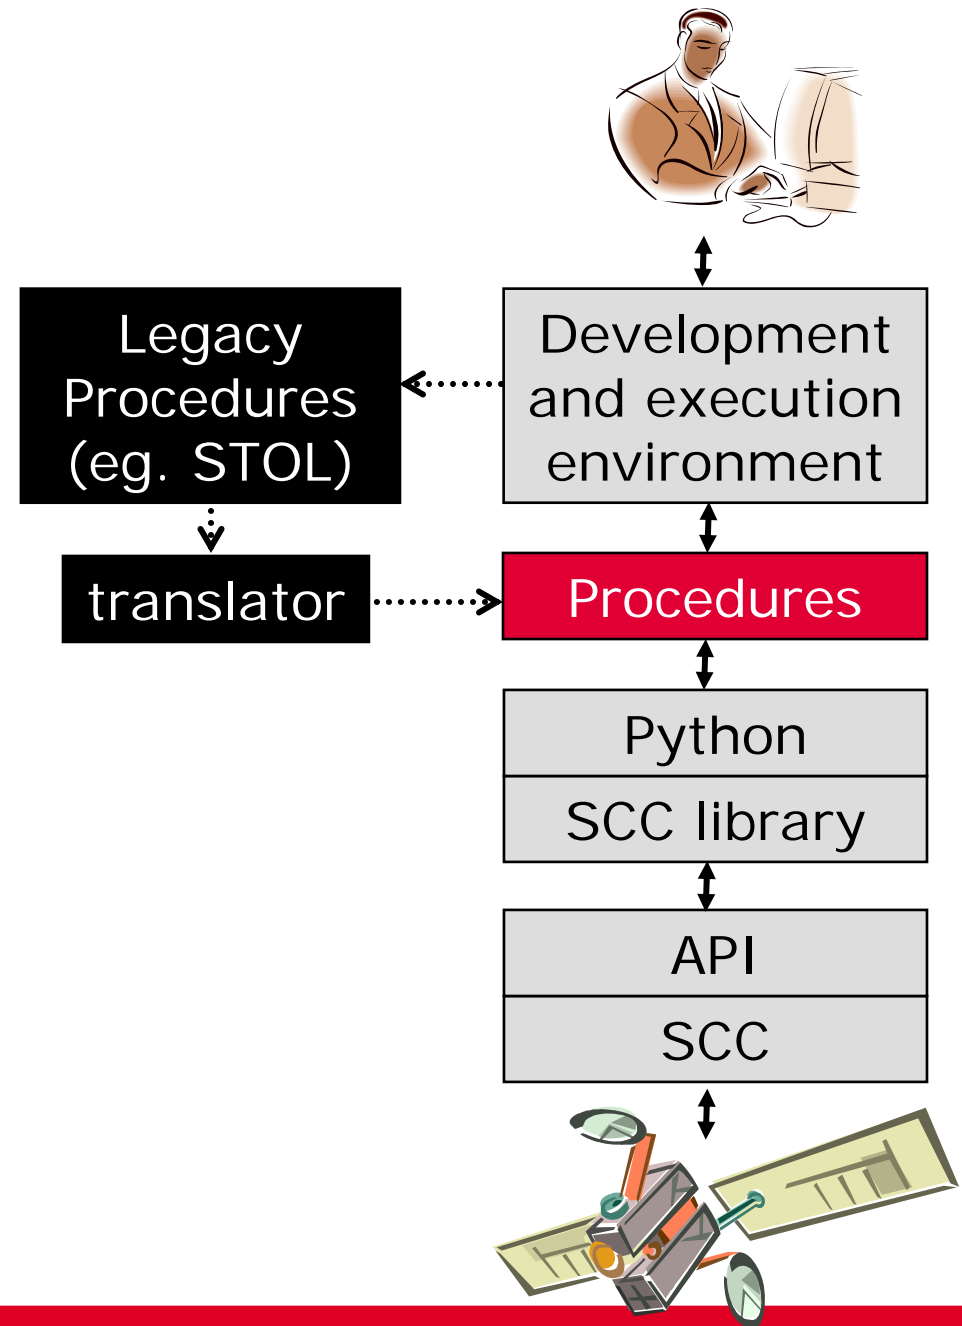 Legacy
Procedures
(eg. STOL)
Development
and execution
environment
translator
Procedures
Python
SCC library
API
SCC